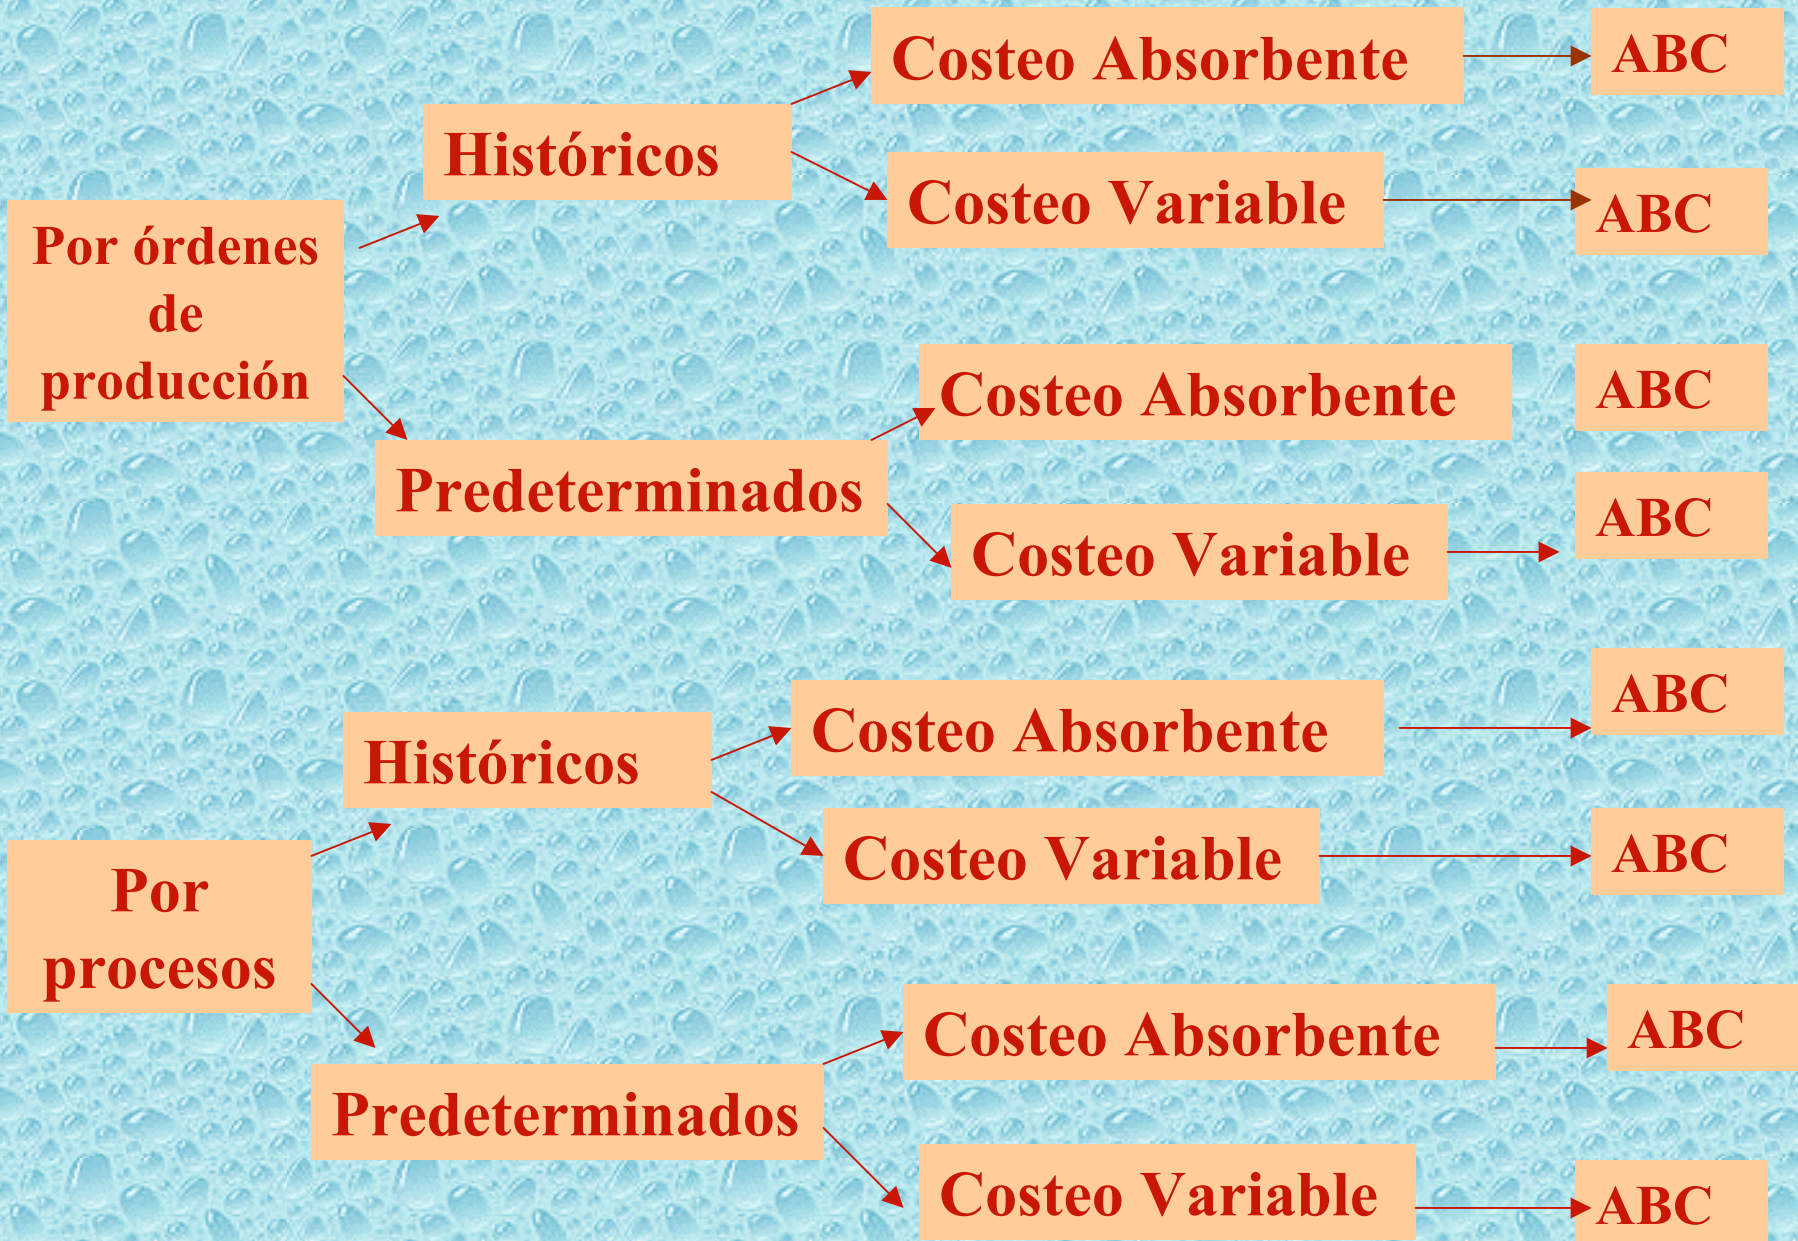 Costeo Absorbente
ABC
Históricos
Costeo Variable
ABC
Por órdenes
de
producción
Costeo Absorbente
ABC
Predeterminados
Costeo Variable
ABC
Históricos
Costeo Absorbente
ABC
Costeo Variable
ABC
Por
procesos
Costeo Absorbente
ABC
Predeterminados
Costeo Variable
ABC